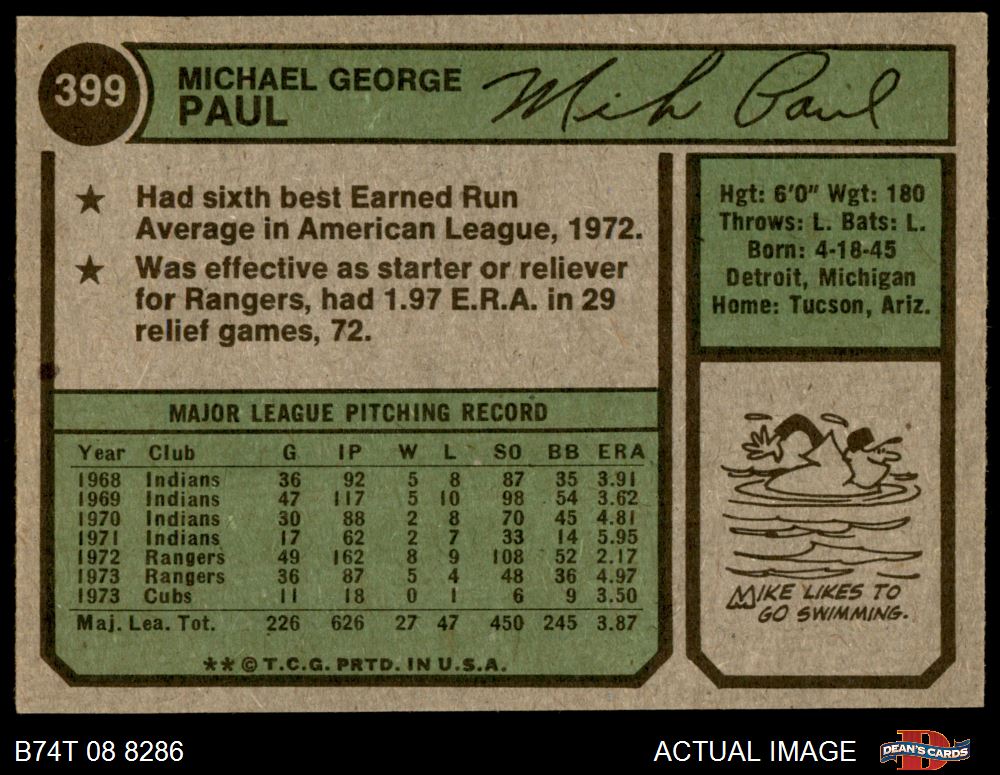 399
MICHAEL GEORGE
PAUL
Mike Paul
★ Had sixth best Earned Run
Average in American League, 1972.
★ Was effective as starter or reliever
for Rangers, had 1.97 E.R.A. in 29
relief games, 72.
Hgt: 6'0" Wgt: 180
Throws: L. Bats: L.
Born: 4-18-45
Detroit, Michigan
Home: Tucson, Ariz.
MAJOR LEAGUE PITCHING RECORD
Year Club G IP W L SO BB ERA
1968 Indians 36 92 5 8 87 35 3.91
1969 Indians 47 117 5 10 98 54 3.62
1970 Indians 30 88 2 8 70 45 4.81
1971 Indians 17 62 2 7 33 14 5.95
1972 Rangers 49 162 8 9 108 52 2.17
1973 Rangers 36 87 5 4 48 36 4.97
1973 Cubs 11 18 0 1 6 9 3.50
Maj. Lea. Tot. 226 626 27 47 450 245 3.87
** © T.C.G. PRTD. IN U.S.A.
MIKE LIKES TO
GO SWIMMING.
B74T 08 8286
ACTUAL IMAGE
D
DEAN'S CARDS